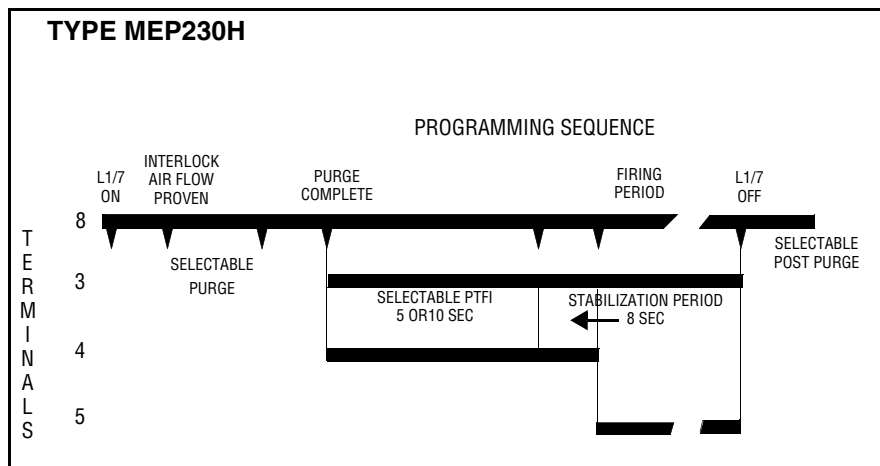 TYPE MEP230H
PROGRAMMING SEQUENCE
L1/7
ON
INTERLOCK
AIR FLOW
PROVEN
PURGE
COMPLETE
FIRING
PERIOD
L1/7
OFF
8
SELECTABLE
PURGE
SELECTABLE
POST PURGE
TERMINALS
3
SELECTABLE PTFI
5 OR10 SEC
STABILIZATION PERIOD
8 SEC
4
5